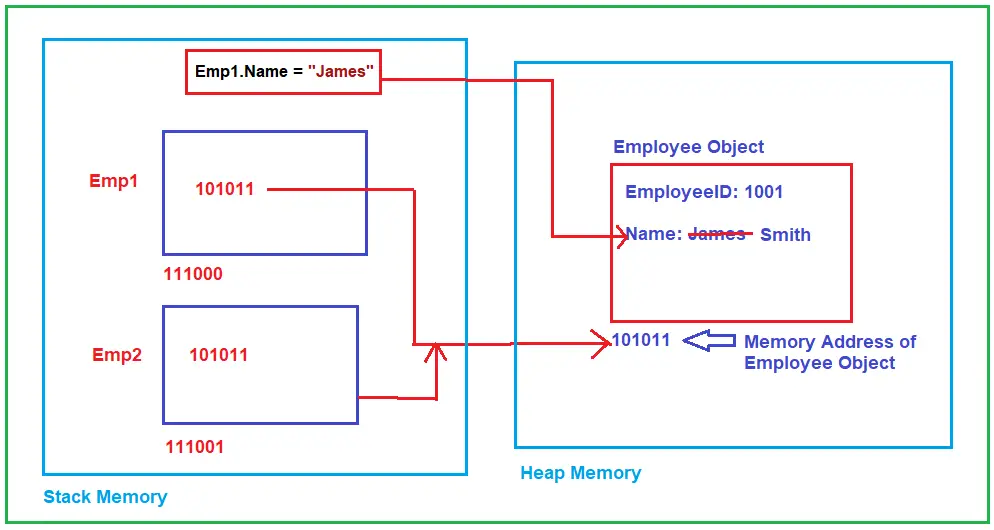 Emp1.Name = "James"
Employee Object
EmployeeID: 1001
Name: James Smith
Emp1
101011
111000
Emp2
101011
111001
101011
Memory Address of
Employee Object
Heap Memory
Stack Memory